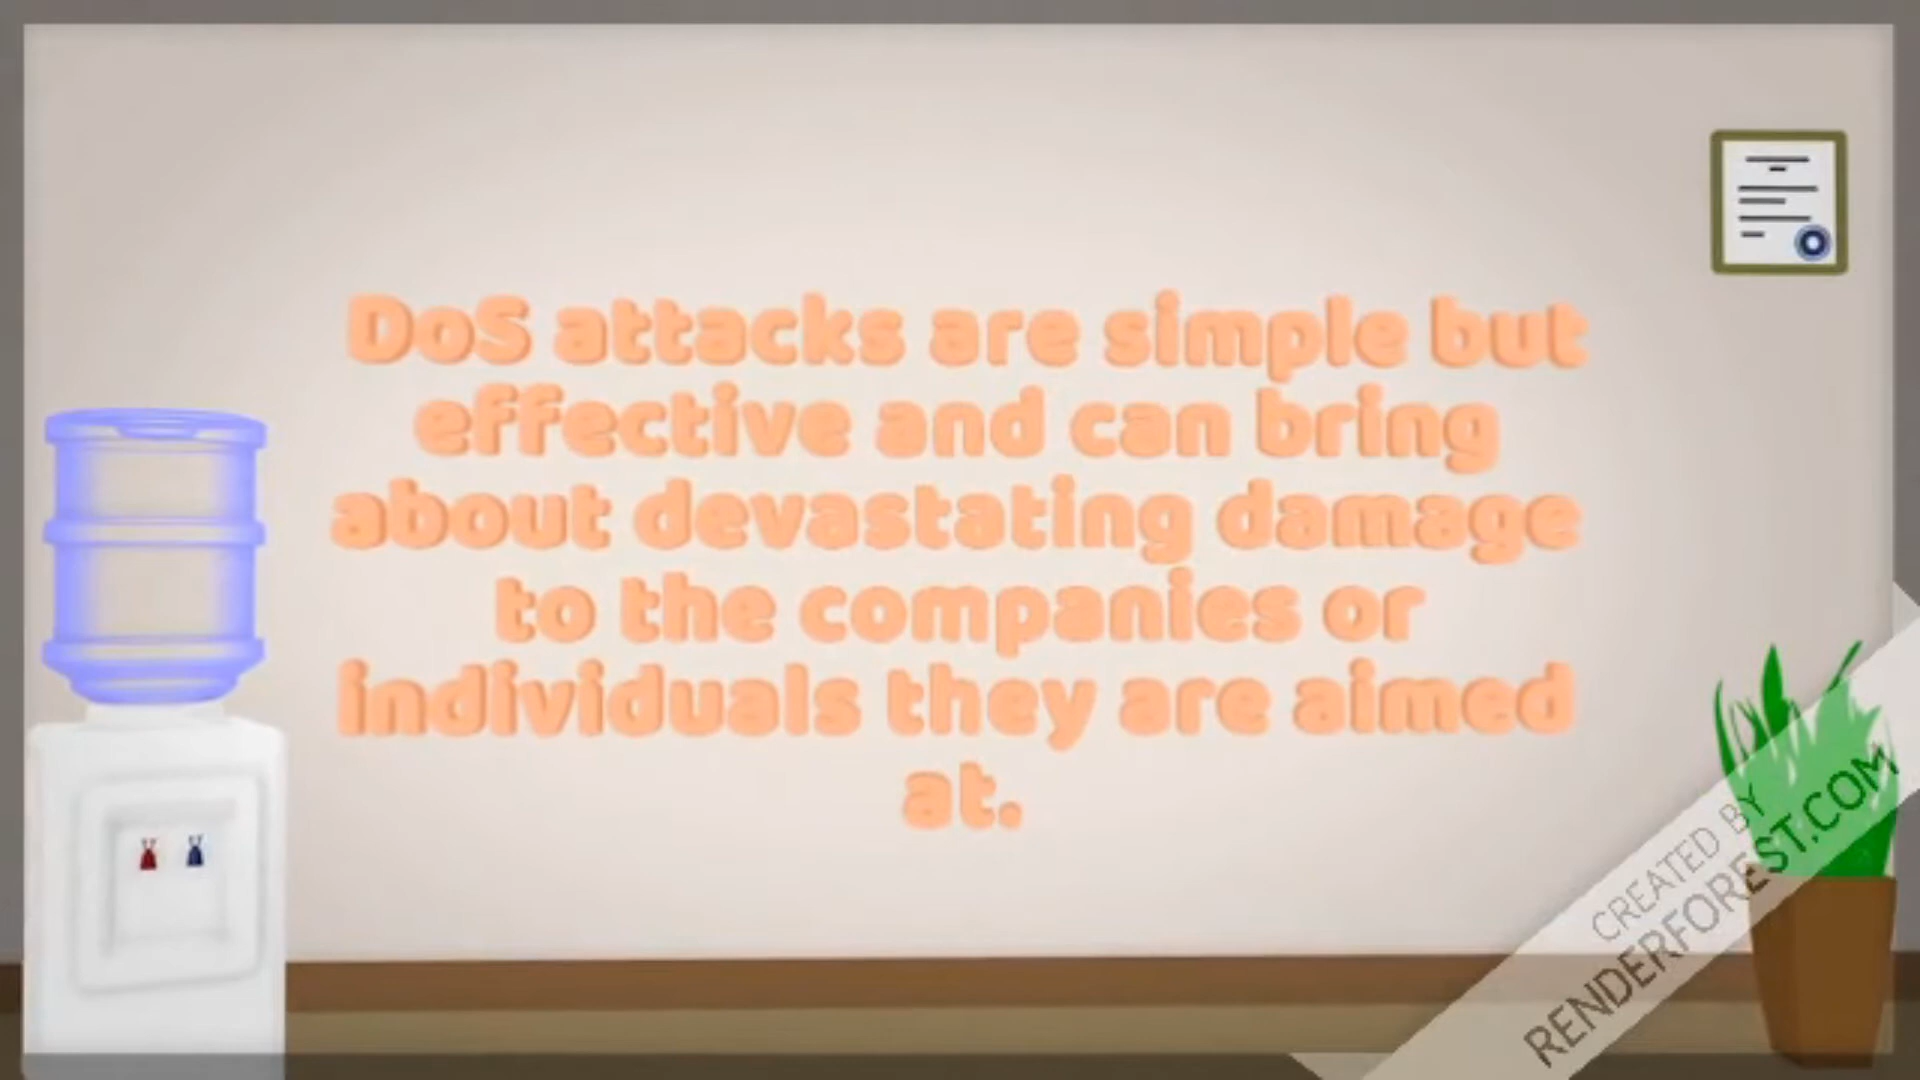 DoS attacks are simple but
effective and can bring
about devastating damage
to the companies or
individuals they are aimed
at.
CREATED BY
RENDERFOREST.COM